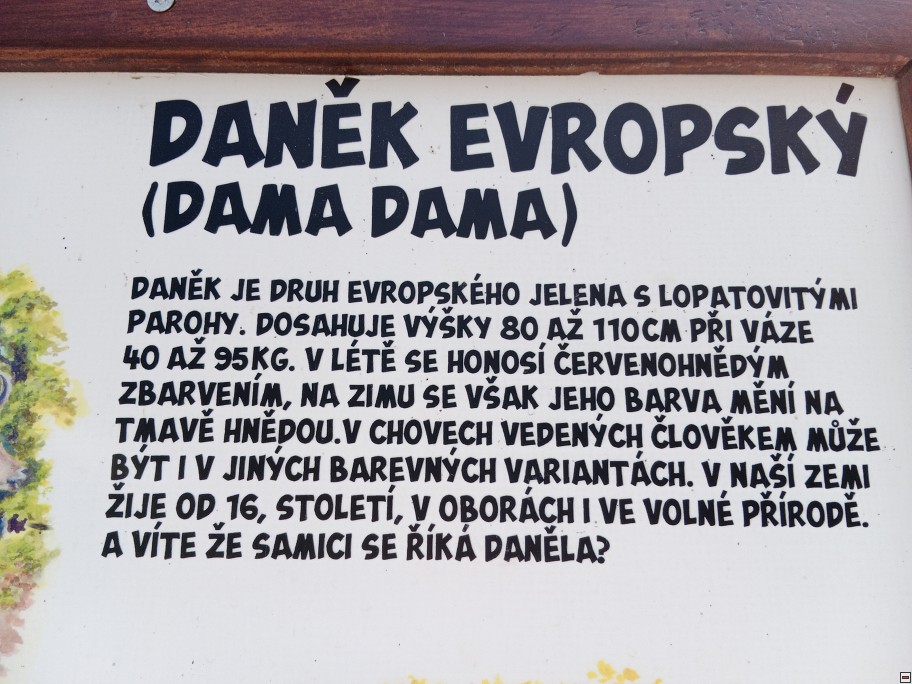 DANĚK EVROPSKÝ
(DAMA DAMA)
DANĚK JE DRUH EVROPSKÉHO JELENA S LOPATOVITÝMI
PAROHY. DOSAHUJE VÝŠKY 80 AŽ 110CM PŘI VÁZE
40 AŽ 95KG. V LÉTĚ SE HONOSÍ ČERVENOHNĚDÝM
ZBARVENÍM, NA ZIMU SE VŠAK JEHO BARVA MĚNÍ NA
TMAVĚ HNĚDOU.V CHOVECH VEDENÝCH ČLOVĚKEM MŮŽE
BÝT I V JINÝCH BAREVNÝCH VARIANTÁCH. V NAŠÍ ZEMI
ŽIJE OD 16, STOLETÍ, V OBORÁCH I VE VOLNÉ PŘÍRODĚ.
A VÍTE ŽE SAMICI SE ŘÍKÁ DANĚLA?